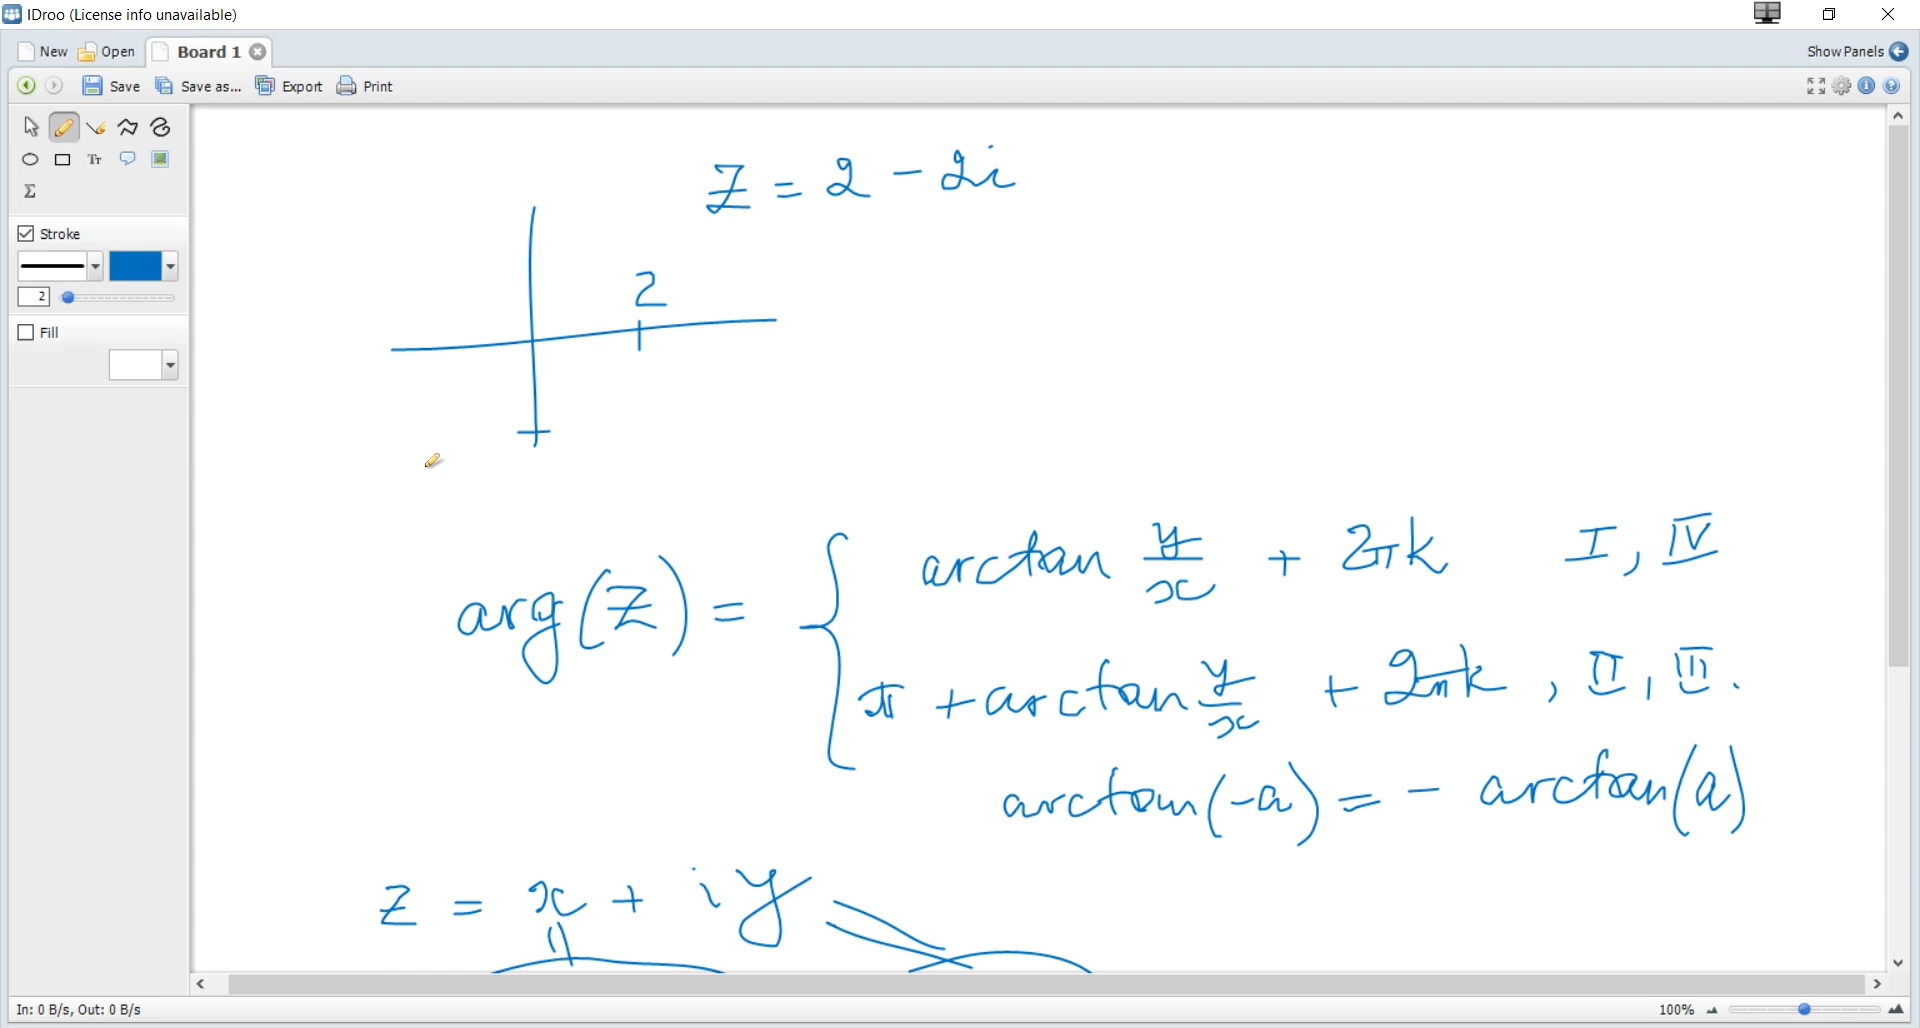 IDroo (License info unavailable)
New Open Board 1 Show Panels
Save Save as... Export Print
Tт
Σ
Stroke
2
Fill
z = 2 - 2i
2
arg(z) = { arctan y/x + 2πk I, IV
π + arctan y/x + 2πk , II, III.
arctan(-a) = - arctan(a)
z = x + iy
In: 0 B/s, Out: 0 B/s 100%